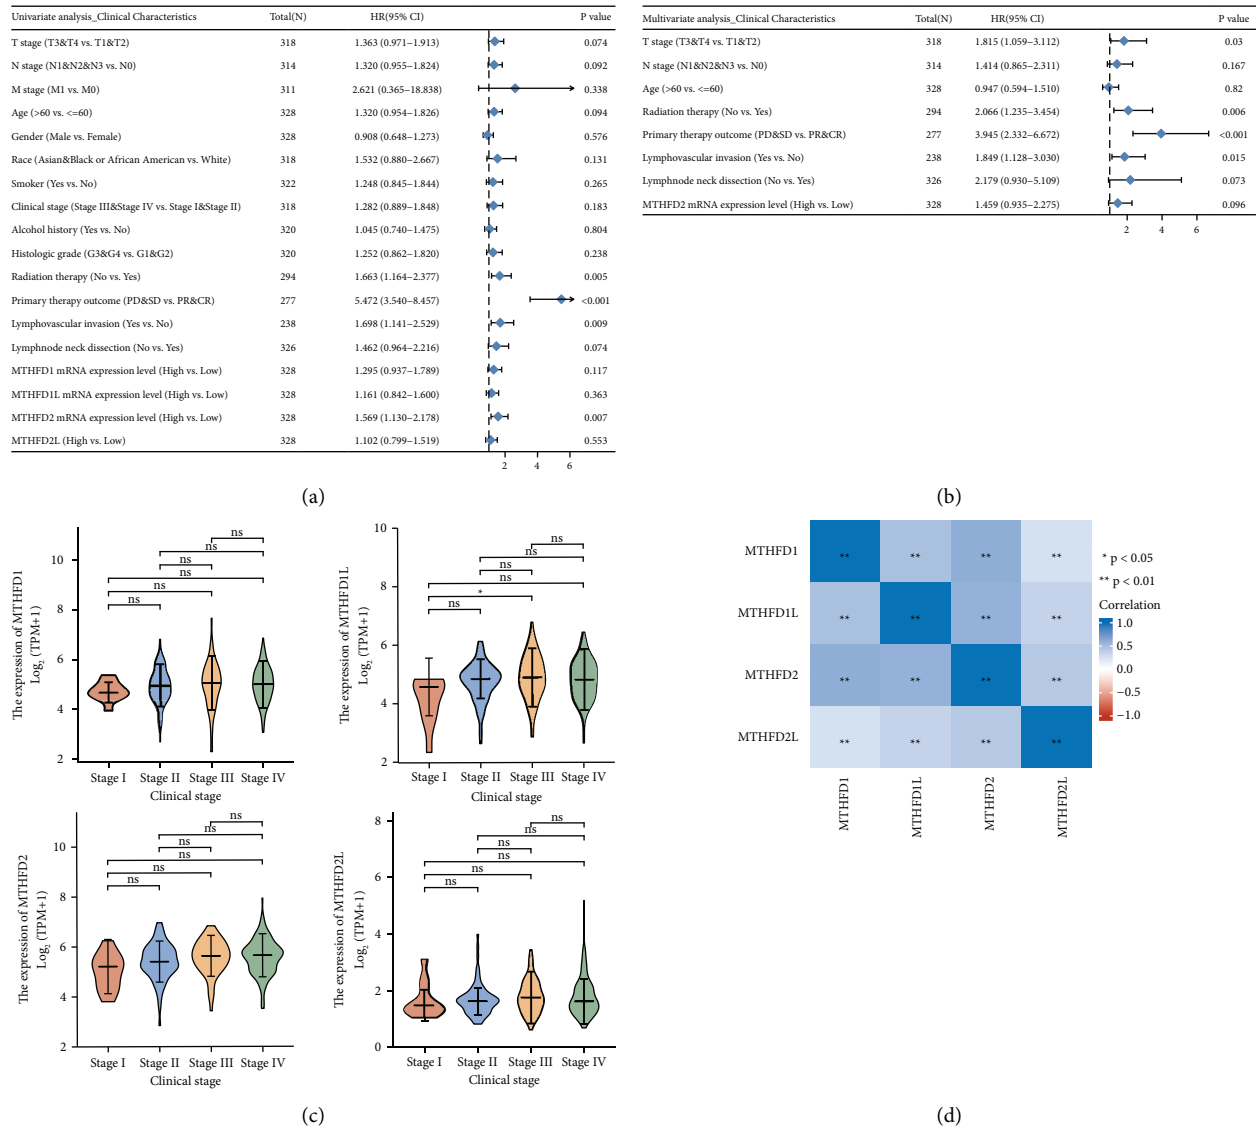 Univariate analysis_Clinical Characteristics Total(N) HR(95% CI) P value
T stage (T3&T4 vs. T1&T2) 318 1.363 (0.971–1.913) 0.074
N stage (N1&N2&N3 vs. N0) 314 1.320 (0.955–1.824) 0.092
M stage (M1 vs. M0) 311 2.621 (0.365–18.838) 0.338
Age (>60 vs. <=60) 328 1.320 (0.954–1.826) 0.094
Gender (Male vs. Female) 328 0.908 (0.648–1.273) 0.576
Race (Asian&Black or African American vs. White) 318 1.532 (0.880–2.667) 0.131
Smoker (Yes vs. No) 322 1.248 (0.845–1.844) 0.265
Clinical stage (Stage III&Stage IV vs. Stage I&Stage II) 318 1.282 (0.889–1.848) 0.183
Alcohol history (Yes vs. No) 320 1.045 (0.740–1.475) 0.804
Histologic grade (G3&G4 vs. G1&G2) 320 1.252 (0.862–1.820) 0.238
Radiation therapy (No vs. Yes) 294 1.663 (1.164–2.377) 0.005
Primary therapy outcome (PD&SD vs. PR&CR) 277 5.472 (3.540–8.457) <0.001
Lymphovascular invasion (Yes vs. No) 238 1.698 (1.141–2.529) 0.009
Lymphnode neck dissection (No vs. Yes) 326 1.462 (0.964–2.216) 0.074
MTHFD1 mRNA expression level (High vs. Low) 328 1.295 (0.937–1.789) 0.117
MTHFD1L mRNA expression level (High vs. Low) 328 1.161 (0.842–1.600) 0.363
MTHFD2 mRNA expression level (High vs. Low) 328 1.569 (1.130–2.178) 0.007
MTHFD2L (High vs. Low) 328 1.102 (0.799–1.519) 0.553
2 4 6
(a)
Multivariate analysis_Clinical Characteristics Total(N) HR(95% CI) P value
T stage (T3&T4 vs. T1&T2) 318 1.815 (1.059–3.112) 0.03
N stage (N1&N2&N3 vs. N0) 314 1.414 (0.865–2.311) 0.167
Age (>60 vs. <=60) 328 0.947 (0.594–1.510) 0.82
Radiation therapy (No vs. Yes) 294 2.066 (1.235–3.454) 0.006
Primary therapy outcome (PD&SD vs. PR&CR) 277 3.945 (2.332–6.672) <0.001
Lymphovascular invasion (Yes vs. No) 238 1.849 (1.128–3.030) 0.015
Lymphnode neck dissection (No vs. Yes) 326 2.179 (0.930–5.109) 0.073
MTHFD2 mRNA expression level (High vs. Low) 328 1.459 (0.935–2.275) 0.096
2 4 6
(b)
The expression of MTHFD1
Log2 (TPM+1)
10
8
6
4
2
ns
ns
ns
ns
ns
ns
Stage I Stage II Stage III Stage IV
Clinical stage
The expression of MTHFD1L
Log2 (TPM+1)
10
8
6
4
2
ns
ns
ns
ns
*
ns
Stage I Stage II Stage III Stage IV
Clinical stage
The expression of MTHFD2
Log2 (TPM+1)
10
8
6
4
2
ns
ns
ns
ns
ns
ns
Stage I Stage II Stage III Stage IV
Clinical stage
The expression of MTHFD2L
Log2 (TPM+1)
8
6
4
2
0
ns
ns
ns
ns
ns
ns
Stage I Stage II Stage III Stage IV
Clinical stage
(c)
MTHFD1 ** ** ** **
MTHFD1L ** ** ** **
MTHFD2 ** ** ** **
MTHFD2L ** ** ** **
MTHFD1 MTHFD1L MTHFD2 MTHFD2L
* p < 0.05
** p < 0.01
Correlation
1.0
0.5
0.0
−0.5
−1.0
(d)